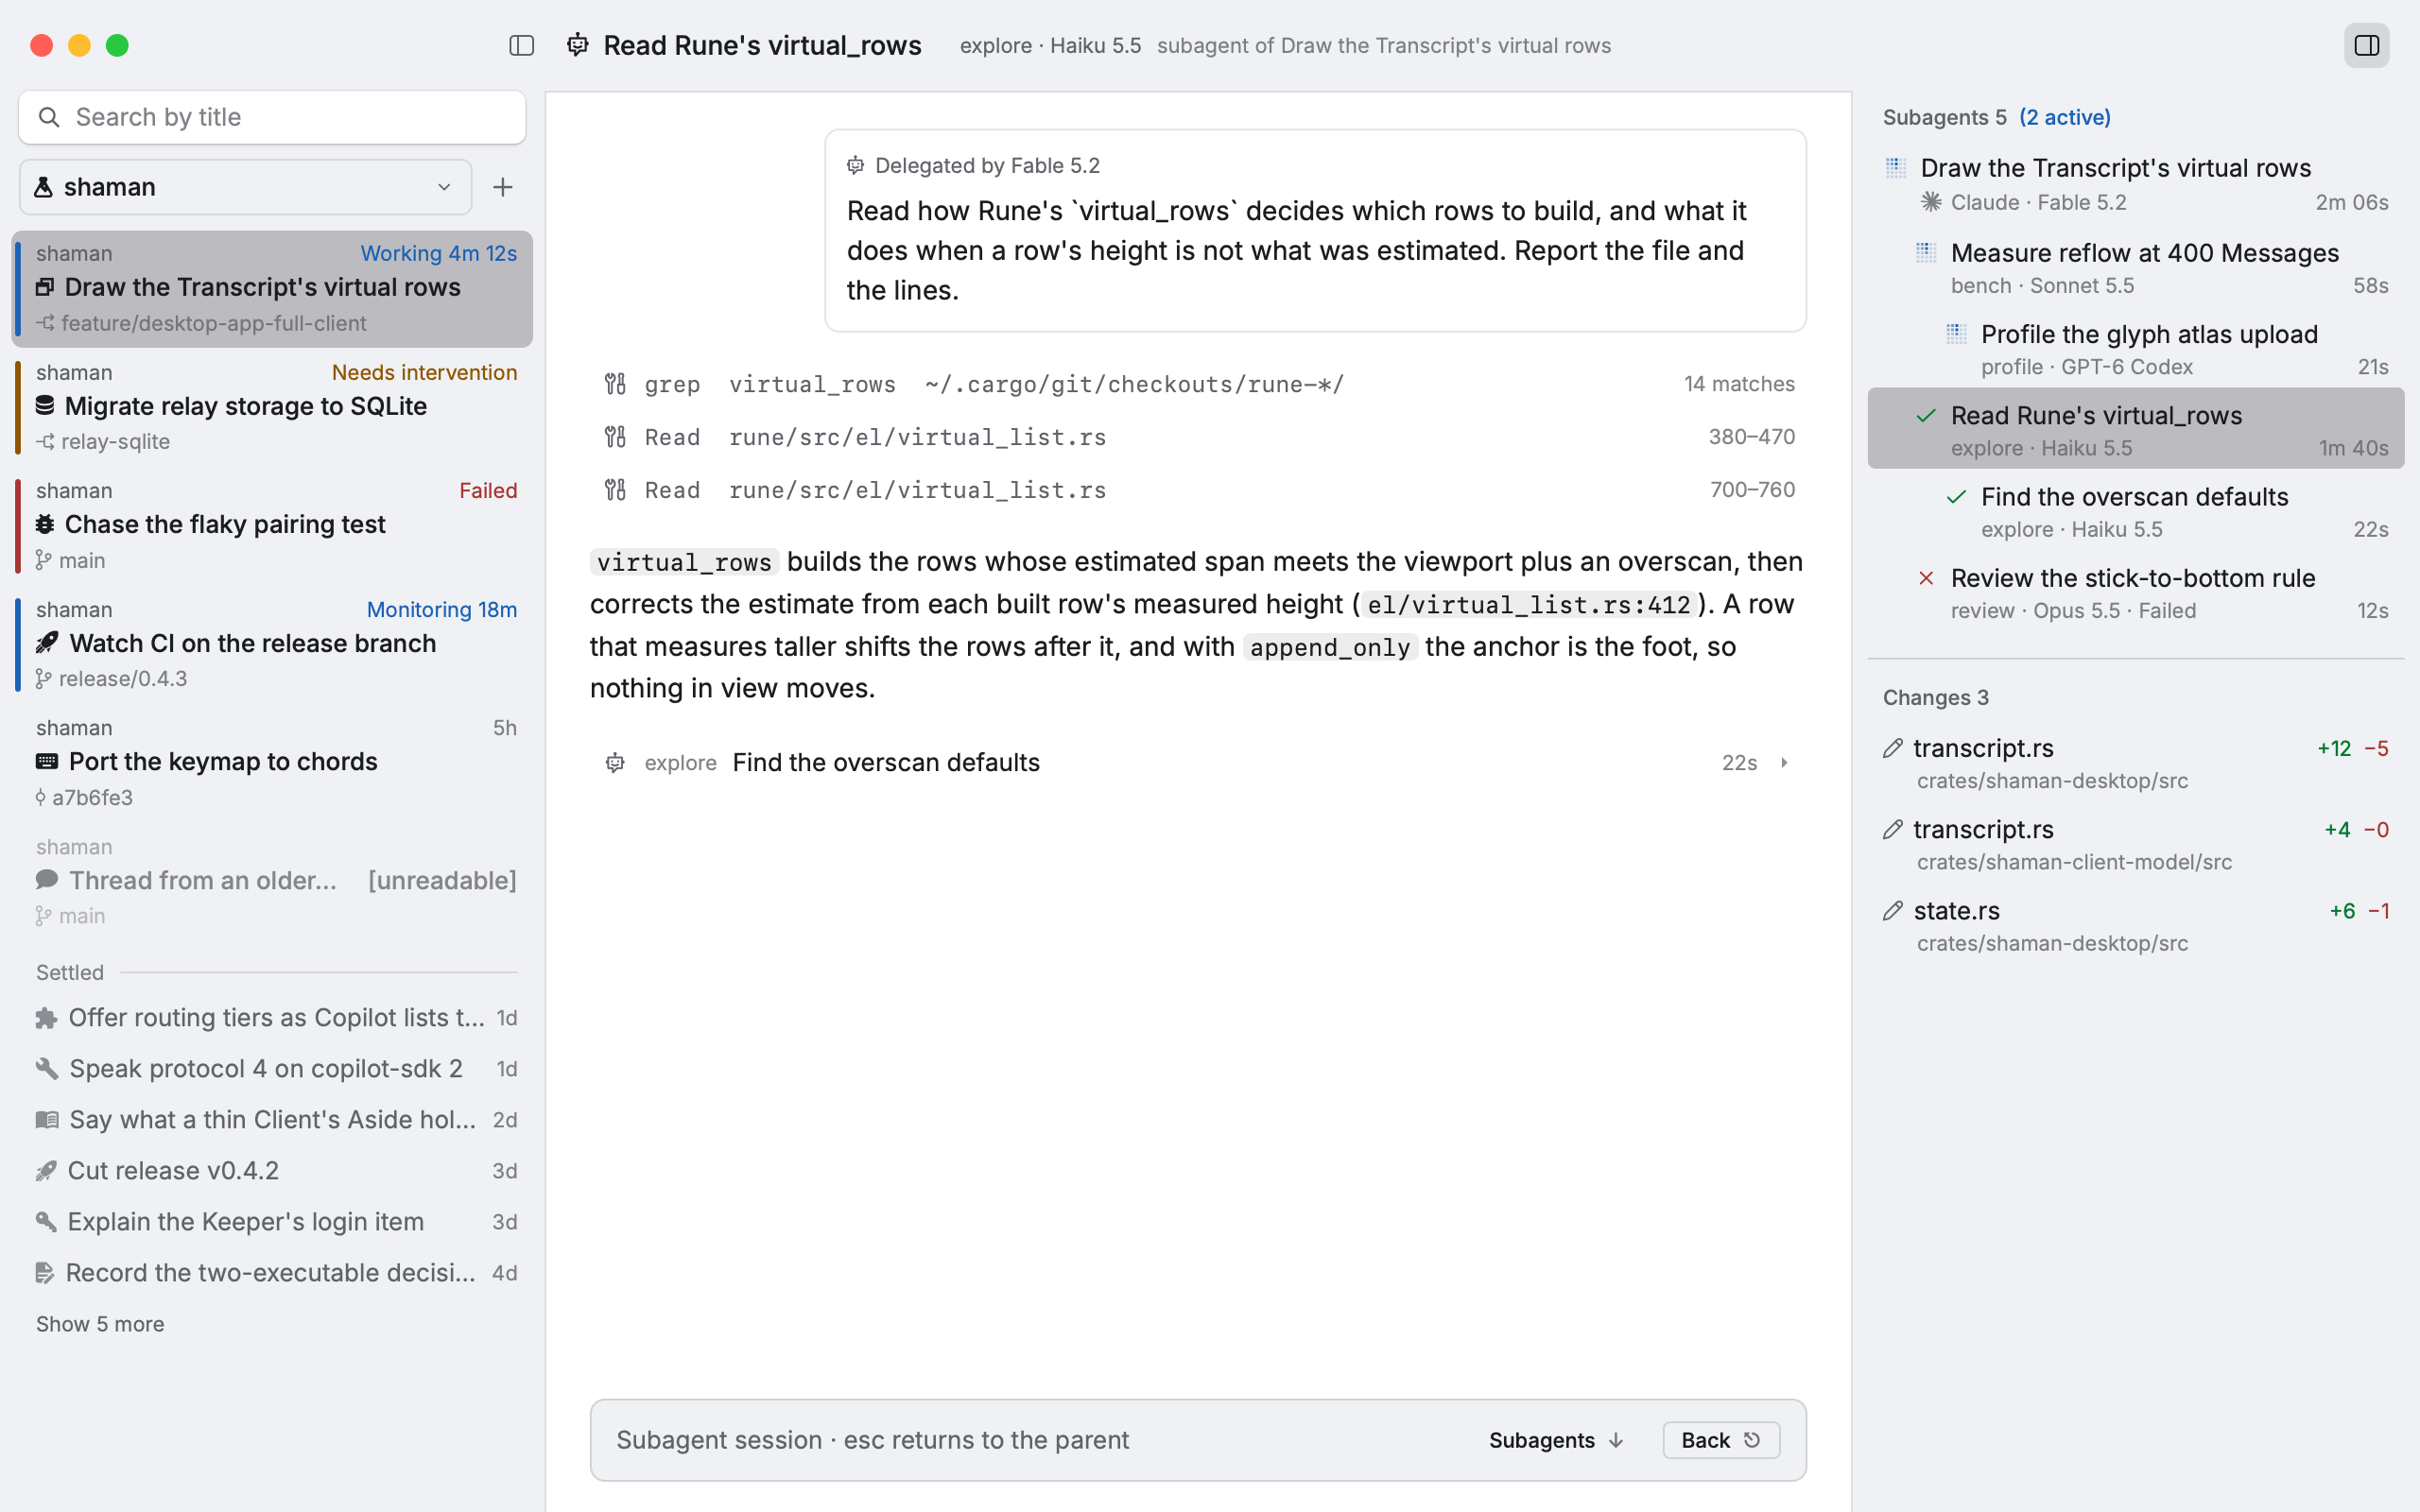 Read Rune's virtual_rows explore · Haiku 5.5 subagent of Draw the Transcript's virtual rows
Search by title
shaman
shaman Working 4m 12s
Draw the Transcript's virtual rows
feature/desktop-app-full-client
shaman Needs intervention
Migrate relay storage to SQLite
relay-sqlite
shaman Failed
Chase the flaky pairing test
main
shaman Monitoring 18m
Watch CI on the release branch
release/0.4.3
shaman 5h
Port the keymap to chords
a7b6fe3
shaman
Thread from an older... [unreadable]
main
Settled
Offer routing tiers as Copilot lists t... 1d
Speak protocol 4 on copilot-sdk 2 1d
Say what a thin Client's Aside hol... 2d
Cut release v0.4.2 3d
Explain the Keeper's login item 3d
Record the two-executable decisi... 4d
Show 5 more
Delegated by Fable 5.2
Read how Rune's `virtual_rows` decides which rows to build, and what it
does when a row's height is not what was estimated. Report the file and
the lines.
grep virtual_rows ~/.cargo/git/checkouts/rune-*/ 14 matches
Read rune/src/el/virtual_list.rs 380–470
Read rune/src/el/virtual_list.rs 700–760
virtual_rows builds the rows whose estimated span meets the viewport plus an overscan, then
corrects the estimate from each built row's measured height (el/virtual_list.rs:412). A row
that measures taller shifts the rows after it, and with append_only the anchor is the foot, so
nothing in view moves.
explore Find the overscan defaults 22s
Subagent session · esc returns to the parent Subagents ↓ Back
Subagents 5 (2 active)
Draw the Transcript's virtual rows
Claude · Fable 5.2 2m 06s
Measure reflow at 400 Messages
bench · Sonnet 5.5 58s
Profile the glyph atlas upload
profile · GPT-6 Codex 21s
Read Rune's virtual_rows
explore · Haiku 5.5 1m 40s
Find the overscan defaults
explore · Haiku 5.5 22s
Review the stick-to-bottom rule
review · Opus 5.5 · Failed 12s
Changes 3
transcript.rs +12 −5
crates/shaman-desktop/src
transcript.rs +4 −0
crates/shaman-client-model/src
state.rs +6 −1
crates/shaman-desktop/src